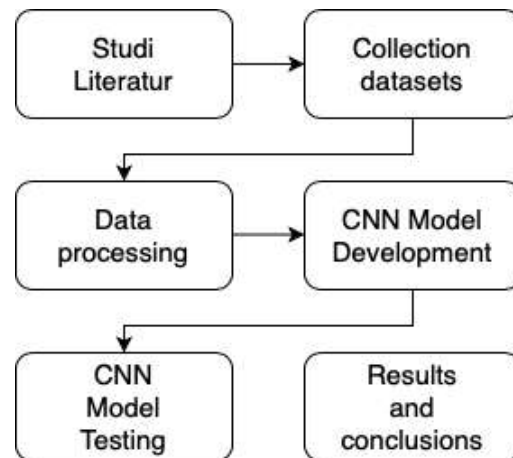 Studi
Literatur
Collection
datasets
Data
processing
CNN Model
Development
CNN
Model
Testing
Results
and
conclusions